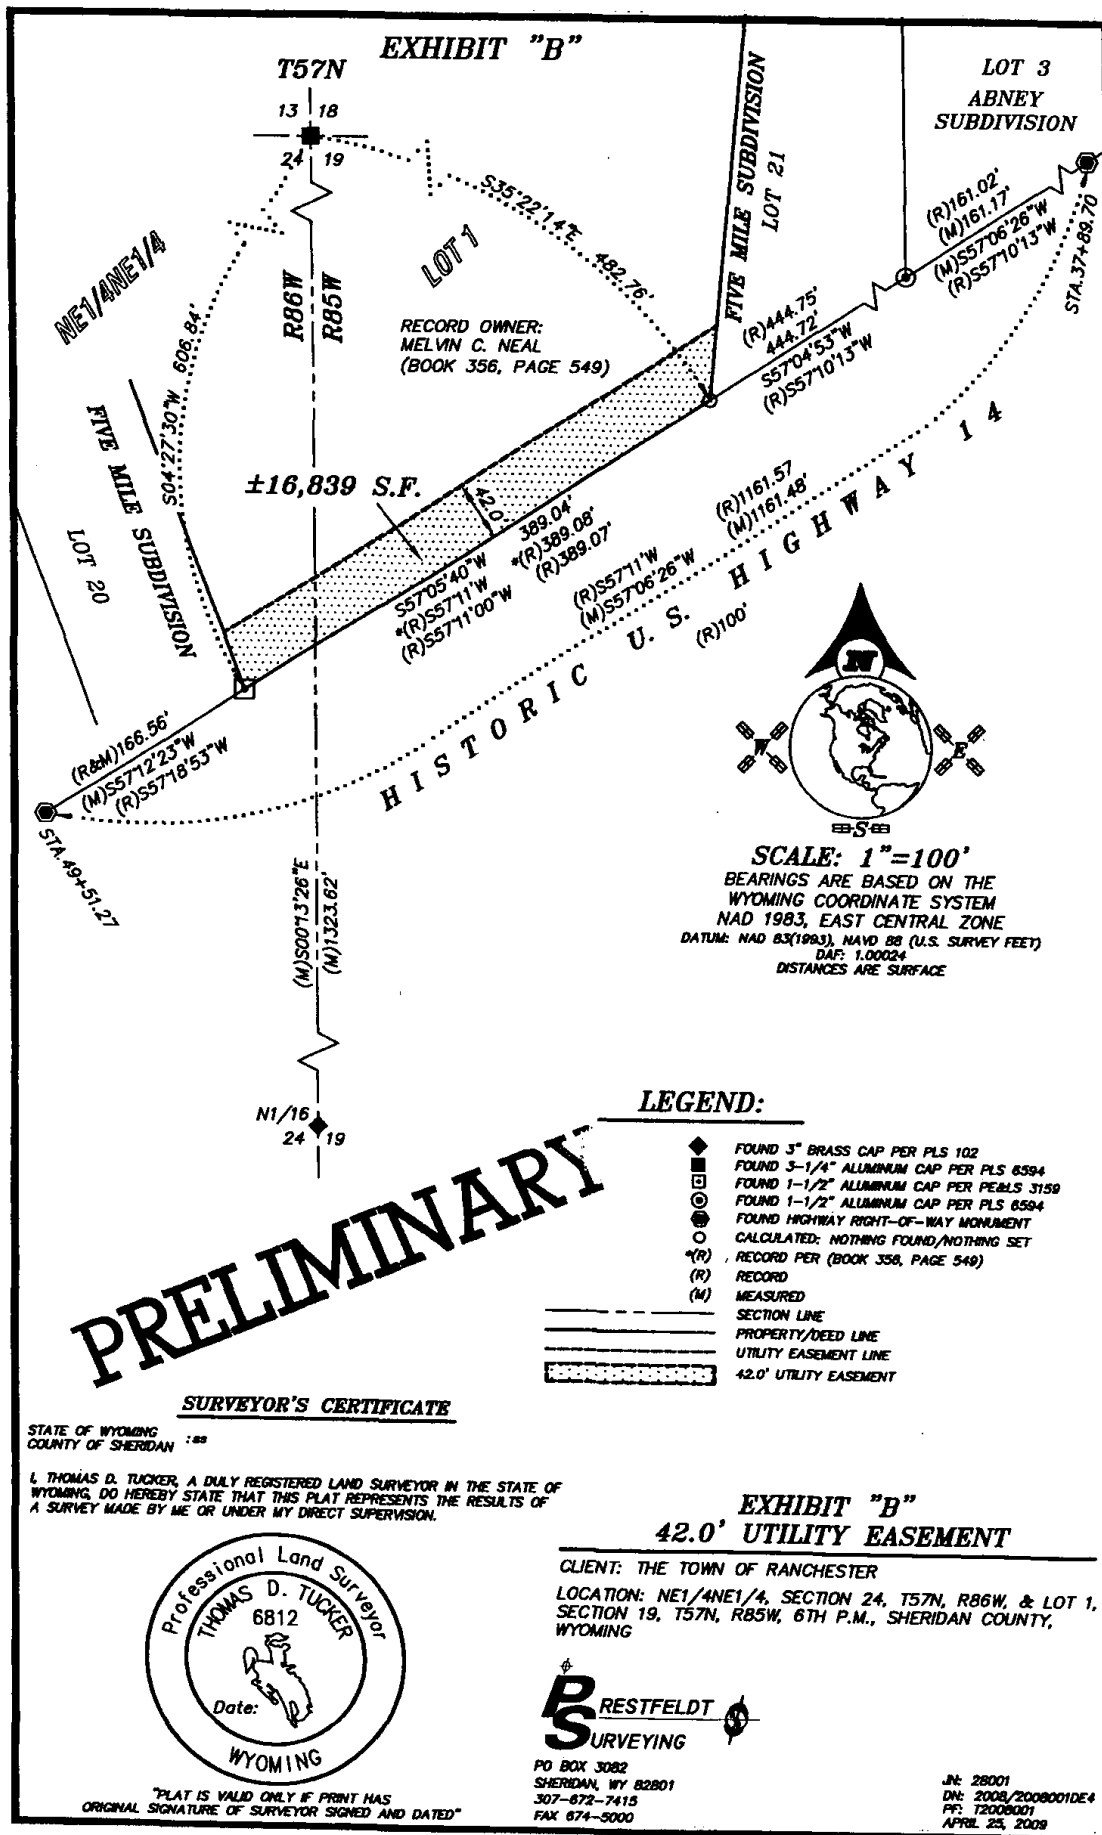 EXHIBIT "B"
T57N
13 18
24 19
NE1/4NE1/4
LOT 1
R86W
R85W
S35°22'14"E 482.76'
S04°27'30"W 606.84'
RECORD OWNER:
MELVIN C. NEAL
(BOOK 356, PAGE 549)
FIVE MILE SUBDIVISION
LOT 21
LOT 3
ABNEY
SUBDIVISION
(R)161.02'
(M)161.17'
(M)S57°06'26"W
(R)S57°10'13"W
STA.37+89.70
(R)444.75'
444.72'
S57°04'53"W
(R)S57°10'13"W
FIVE MILE SUBDIVISION
LOT 20
±16,839 S.F.
42.0'
389.04'
*(R)389.08'
(R)389.07'
S57°05'40"W
*(R)S57°11'W
(R)S57°11'00"W
(R)1161.57
(M)1161.48'
(R)S57°11'W
(M)S57°06'26"W
HISTORIC U.S. HIGHWAY 14
(R)100'
(R&M)166.56'
(M)S57°12'23"W
(R)S57°18'53"W
STA.49+51.27
(M)S00°13'26"E
(M)1323.62'
N1/16
24 19
N
W
E
S
SCALE: 1"=100'
BEARINGS ARE BASED ON THE
WYOMING COORDINATE SYSTEM
NAD 1983, EAST CENTRAL ZONE
DATUM: NAD 83(1993), NAVD 88 (U.S. SURVEY FEET)
DAF: 1.00024
DISTANCES ARE SURFACE
PRELIMINARY
LEGEND:
FOUND 3" BRASS CAP PER PLS 102
FOUND 3-1/4" ALUMINUM CAP PER PLS 6594
FOUND 1-1/2" ALUMINUM CAP PER PE&LS 3159
FOUND 1-1/2" ALUMINUM CAP PER PLS 6594
FOUND HIGHWAY RIGHT-OF-WAY MONUMENT
CALCULATED: NOTHING FOUND/NOTHING SET
*(R) RECORD PER (BOOK 356, PAGE 549)
(R) RECORD
(M) MEASURED
SECTION LINE
PROPERTY/DEED LINE
UTILITY EASEMENT LINE
42.0' UTILITY EASEMENT
SURVEYOR'S CERTIFICATE
STATE OF WYOMING
COUNTY OF SHERIDAN :ss
I, THOMAS D. TUCKER, A DULY REGISTERED LAND SURVEYOR IN THE STATE OF
WYOMING, DO HEREBY STATE THAT THIS PLAT REPRESENTS THE RESULTS OF
A SURVEY MADE BY ME OR UNDER MY DIRECT SUPERVISION.
Professional Land Surveyor
THOMAS D. TUCKER
6812
Date:
WYOMING
"PLAT IS VALID ONLY IF PRINT HAS
ORIGINAL SIGNATURE OF SURVEYOR SIGNED AND DATED"
EXHIBIT "B"
42.0' UTILITY EASEMENT
CLIENT: THE TOWN OF RANCHESTER
LOCATION: NE1/4NE1/4, SECTION 24, T57N, R86W, & LOT 1,
SECTION 19, T57N, R85W, 6TH P.M., SHERIDAN COUNTY,
WYOMING
PRESTFELDT
SURVEYING
PO BOX 3082
SHERIDAN, WY 82801
307-672-7415
FAX 674-5000
JN: 28001
DN: 2008/2008001DE4
PF: T2008001
APRIL 25, 2009